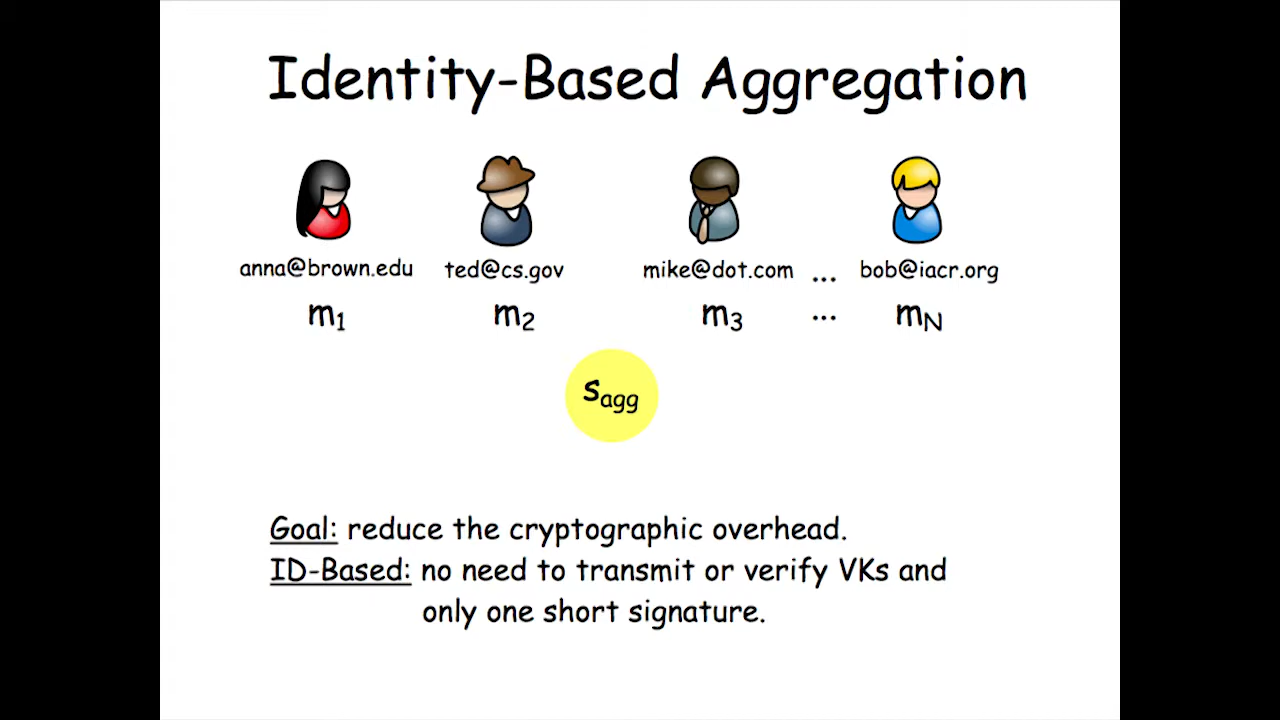 Identity-Based Aggregation
anna@brown.edu ted@cs.gov mike@dot.com ... bob@iacr.org
m1 m2 m3 ... mN
sagg
Goal: reduce the cryptographic overhead.
ID-Based: no need to transmit or verify VKs and
only one short signature.